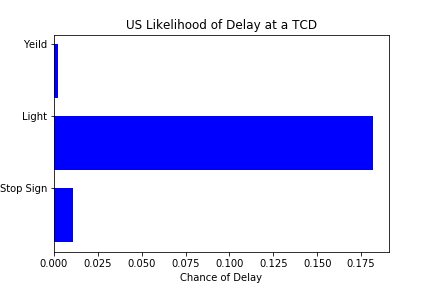 US Likelihood of Delay at a TCD
Yeild
Light
Stop Sign
0.000 0.025 0.050 0.075 0.100 0.125 0.150 0.175
Chance of Delay